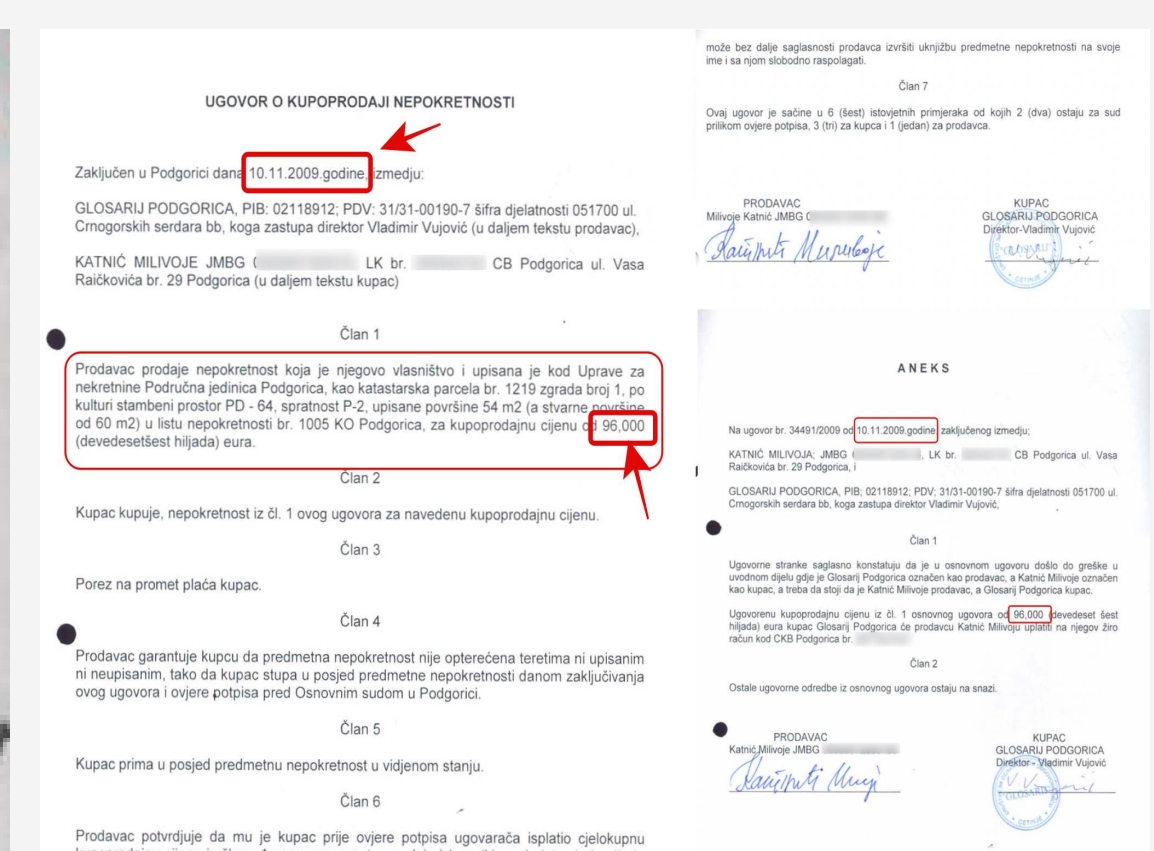 UGOVOR O KUPOPRODAJI NEPOKRETNOSTI
Zaključen u Podgorici dana 10.11.2009.godine, izmedju:
GLOSARIJ PODGORICA, PIB: 02118912; PDV: 31/31-00190-7 šifra djelatnosti 051700 ul.
Crnogorskih serdara bb, koga zastupa direktor Vladimir Vujović (u daljem tekstu prodavac),
KATNIĆ MILIVOJE JMBG LK br. CB Podgorica ul. Vasa
Raičkovića br. 29 Podgorica (u daljem tekstu kupac)
Član 1
Prodavac prodaje nepokretnost koja je njegovo vlasništvo i upisana je kod Uprave za
nekretnine Područna jedinica Podgorica, kao katastarska parcela br. 1219 zgrada broj 1, po
kulturi stambeni prostor PD - 64, spratnost P-2, upisane površine 54 m2 (a stvarne površine
od 60 m2) u listu nepokretnosti br. 1005 KO Podgorica, za kupoprodajnu cijenu od 96,000
(devedesetšest hiljada) eura.
Član 2
Kupac kupuje, nepokretnost iz čl. 1 ovog ugovora za navedenu kupoprodajnu cijenu.
Član 3
Porez na promet plaća kupac.
Član 4
Prodavac garantuje kupcu da predmetna nepokretnost nije opterećena teretima ni upisanim
ni neupisanim, tako da kupac stupa u posjed predmetne nepokretnosti danom zaključivanja
ovog ugovora i ovjere potpisa pred Osnovnim sudom u Podgorici.
Član 5
Kupac prima u posjed predmetnu nepokretnost u vidjenom stanju.
Član 6
Prodavac potvrdjuje da mu je kupac prije ovjere potpisa ugovarača isplatio cjelokupnu
može bez dalje saglasnosti prodavca izvršiti uknjižbu predmetne nepokretnosti na svoje
ime i sa njom slobodno raspolagati.
Član 7
Ovaj ugovor je sačine u 6 (šest) istovjetnih primjeraka od kojih 2 (dva) ostaju za sud
prilikom ovjere potpisa, 3 (tri) za kupca i 1 (jedan) za prodavca.
PRODAVAC
Milivoje Katnić JMBG
KUPAC
GLOSARIJ PODGORICA
Direktor-Vladimir Vujović
ANEKS
Na ugovor br. 34491/2009 od 10.11.2009.godine, zaključenog izmedju;
KATNIĆ MILIVOJA; JMBG , LK br. CB Podgorica ul. Vasa
Raičkovića br. 29 Podgorica, i
GLOSARIJ PODGORICA, PIB; 02118912; PDV; 31/31-00190-7 šifra djelatnosti 051700 ul.
Crnogorskih serdara bb, koga zastupa direktor Vladimir Vujović,
Član 1
Ugovorne stranke saglasno konstatuju da je u osnovnom ugovoru došlo do greške u
uvodnom dijelu gdje je Glosarij Podgorica označen kao prodavac, a Katnić Milivoje označen
kao kupac, a treba da stoji da je Katnić Milivoje prodavac, a Glosarij Podgorica kupac.
Ugovorenu kupoprodajnu cijenu iz čl. 1 osnovnog ugovora od 96,000 (devedeset šest
hiljada) eura kupac Glosarij Podgorica će prodavcu Katnić Milivoju uplatiti na njegov žiro
račun kod CKB Podgorica br.
Član 2
Ostale ugovorne odredbe iz osnovnog ugovora ostaju na snazi.
PRODAVAC
Katnić Milivoje JMBG
KUPAC
GLOSARIJ PODGORICA
Direktor - Vladimir Vujović